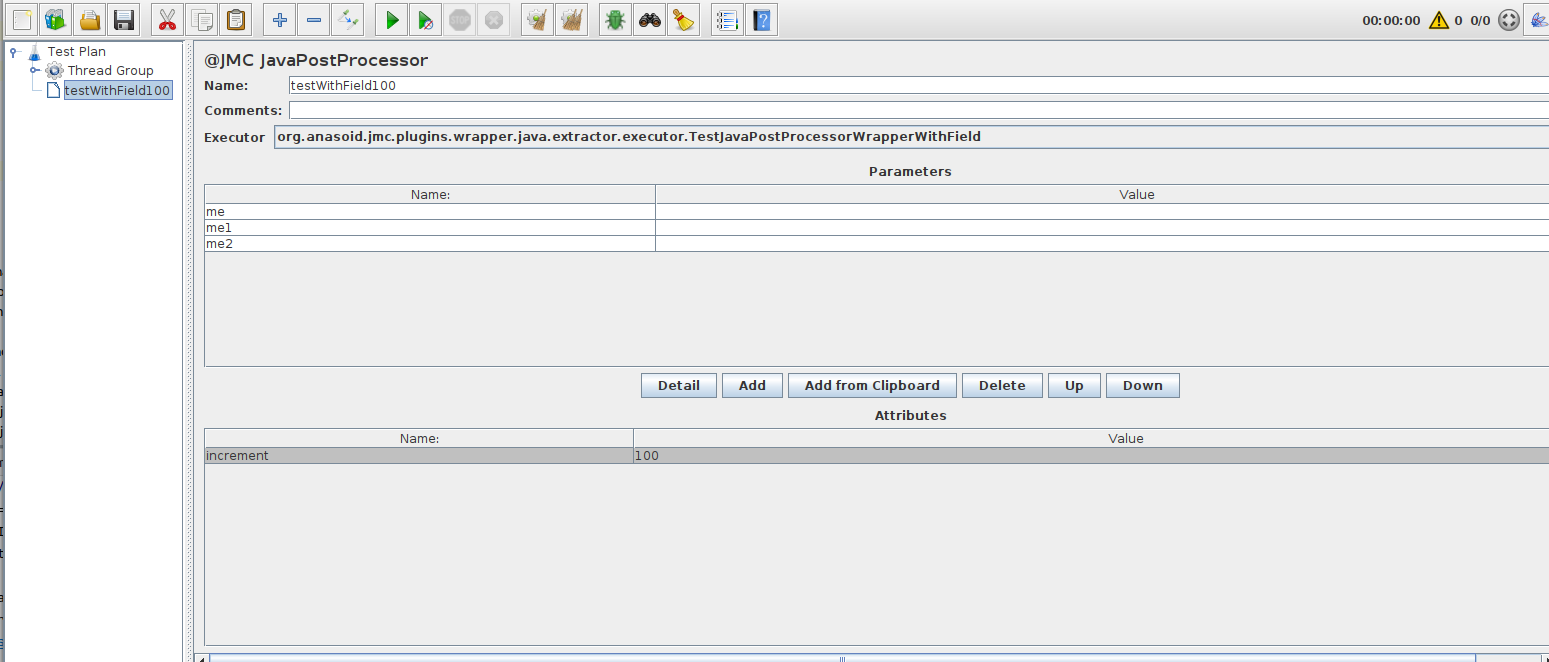 STOP
00:00:00 0 0/0
Test Plan
Thread Group
testWithField100
@JMC JavaPostProcessor
Name: testWithField100
Comments:
Executor org.anasoid.jmc.plugins.wrapper.java.extractor.executor.TestJavaPostProcessorWrapperWithField
Parameters
Name: Value
me
me1
me2
Detail Add Add from Clipboard Delete Up Down
Attributes
Name: Value
increment 100